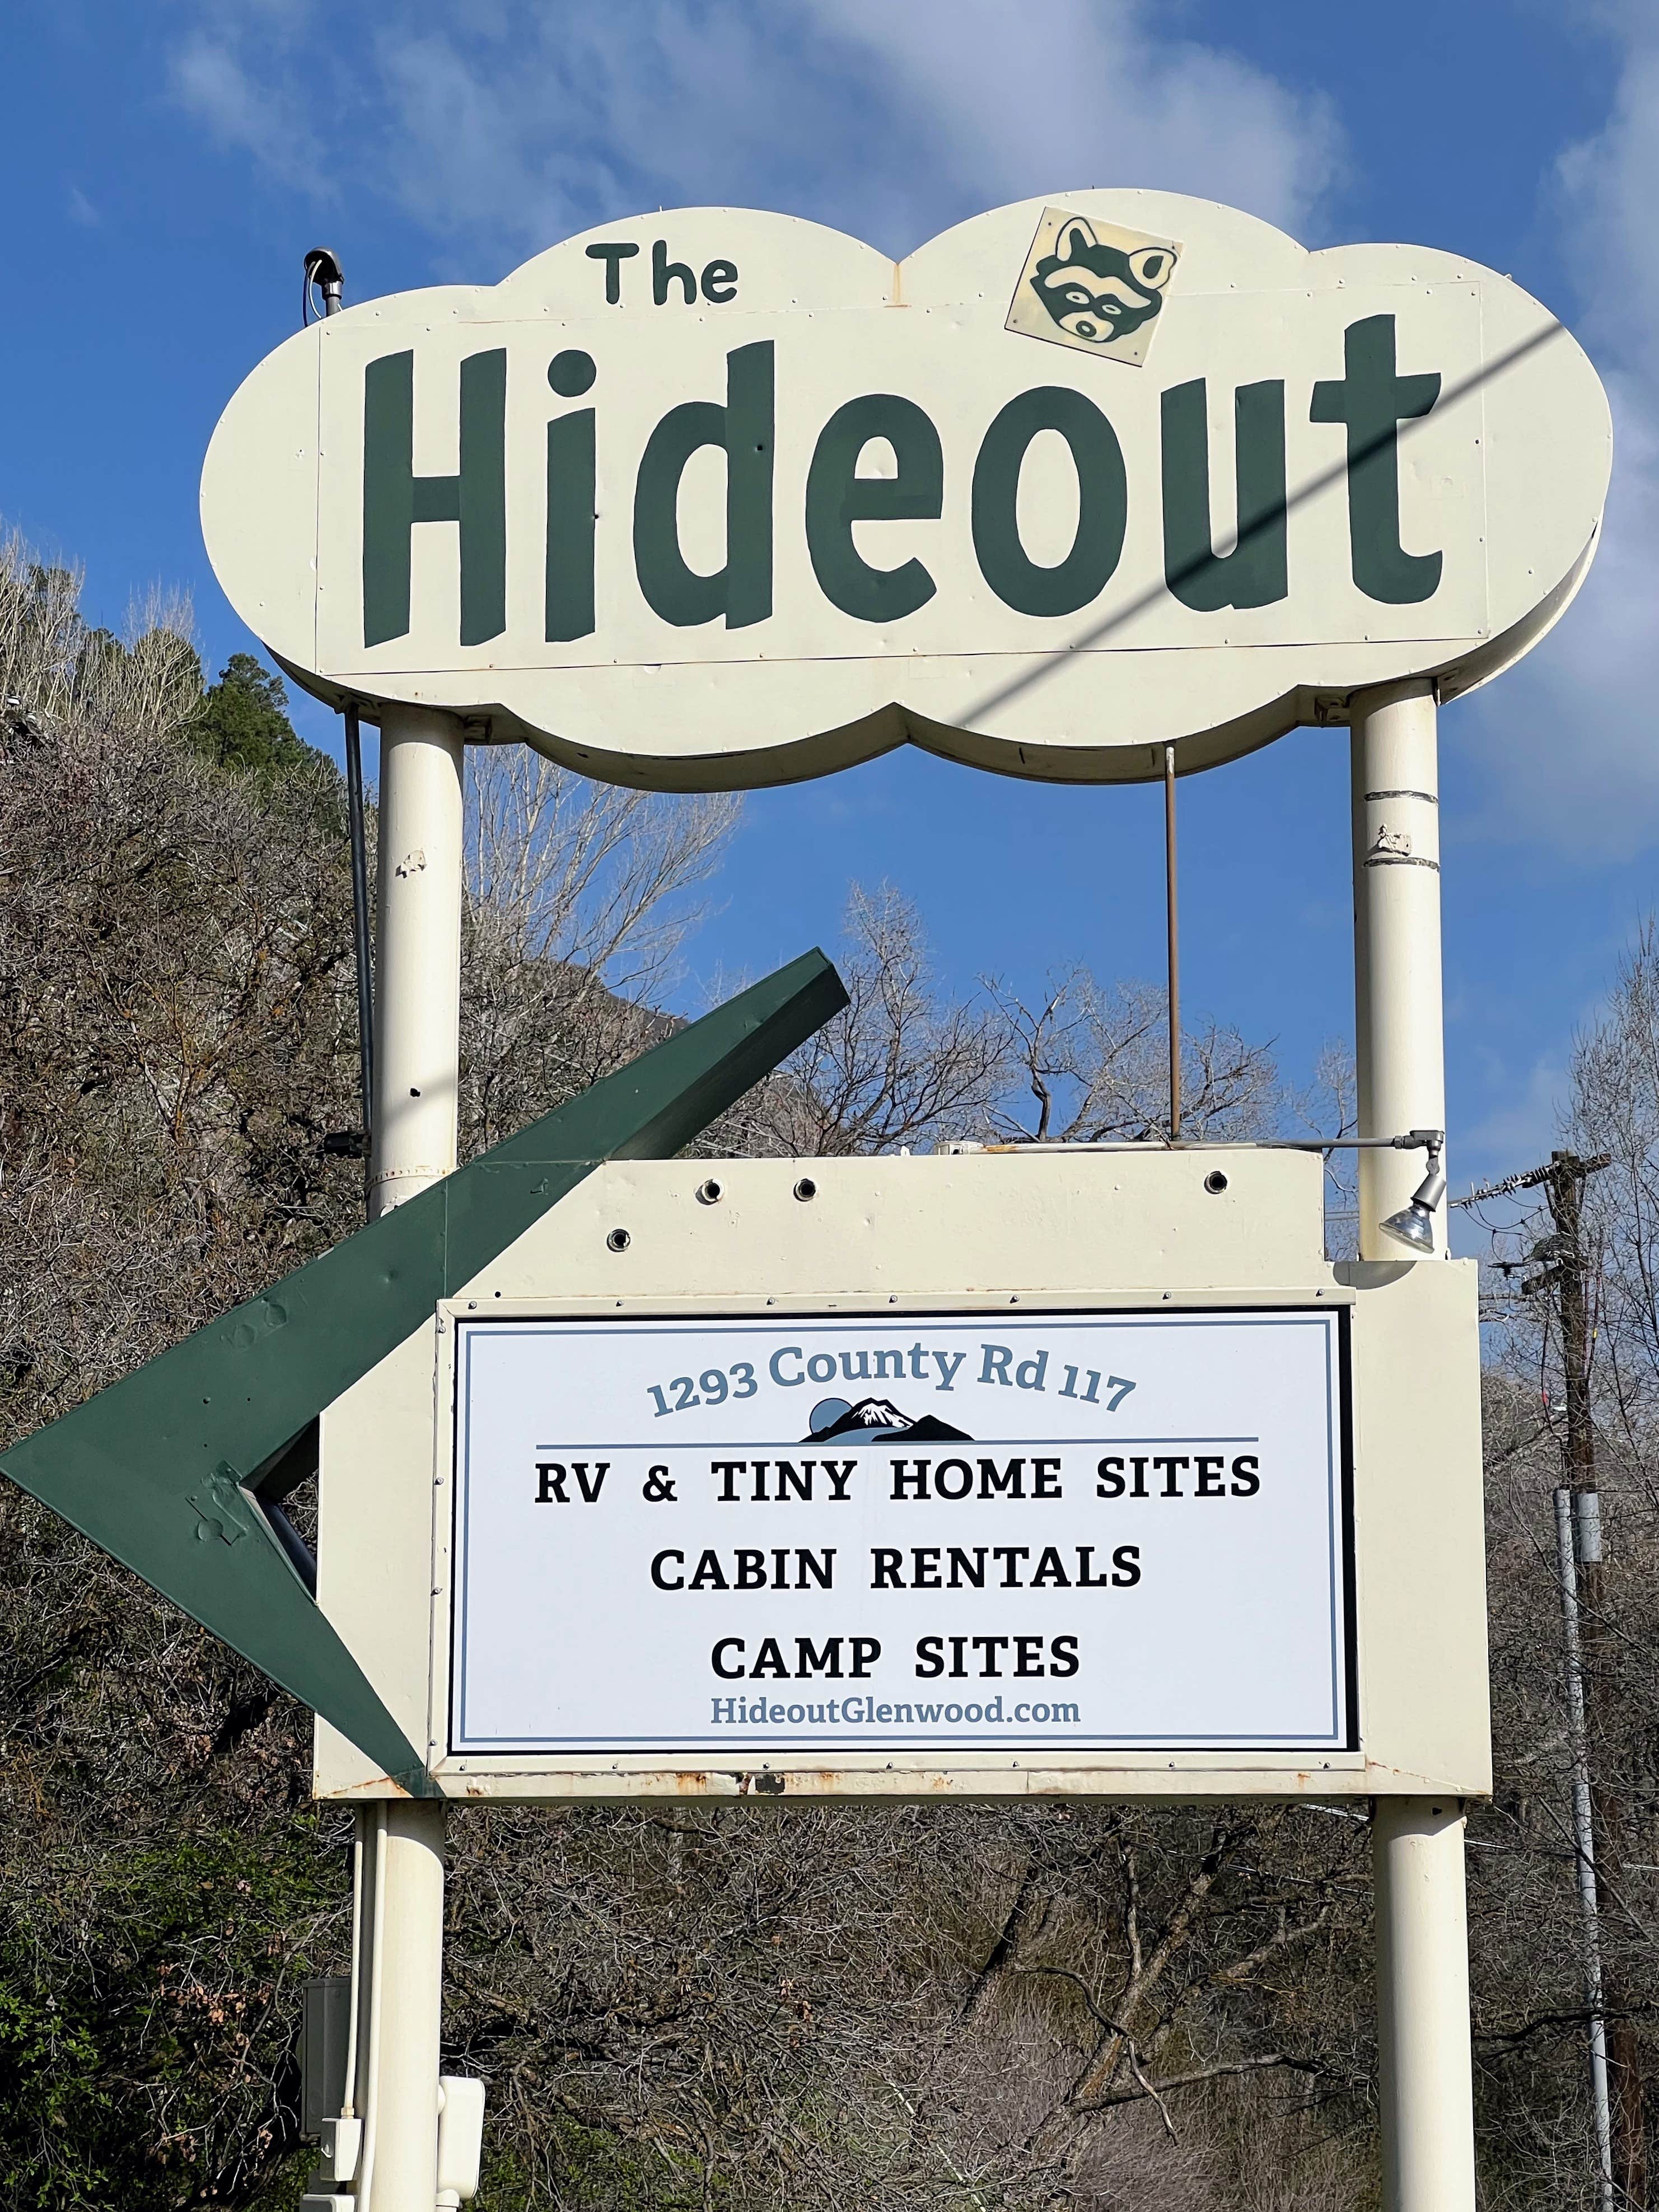 The
Hideout
1293 County Rd 117
RV & TINY HOME SITES
CABIN RENTALS
CAMP SITES
HideoutGlenwood.com